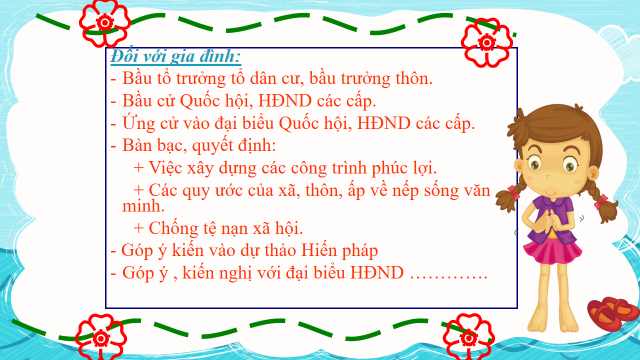 Đối với gia đình:
- Bầu tổ trưởng tổ dân cư, bầu trưởng thôn.
- Bầu cử Quốc hội, HĐND các cấp.
- Ứng cử vào đại biểu Quốc hội, HĐND các cấp.
- Bàn bạc, quyết định:
+ Việc xây dựng các công trình phúc lợi.
+ Các quy ước của xã, thôn, ấp về nếp sống văn
minh.
+ Chống tệ nạn xã hội.
- Góp ý kiến vào dự thảo Hiến pháp
- Góp ý , kiến nghị với đại biểu HĐND ………….